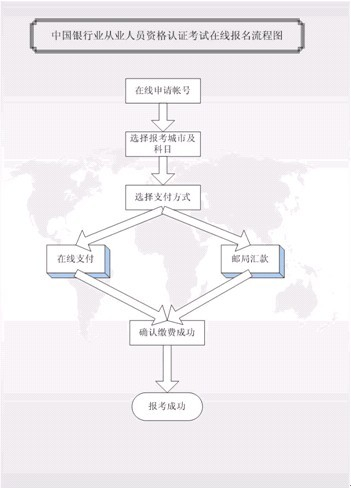 中国银行业从业人员资格认证考试在线报名流程图
在线申请帐号
选择报考城市及
科目
选择支付方式
在线支付
邮局汇款
确认缴费成功
报考成功